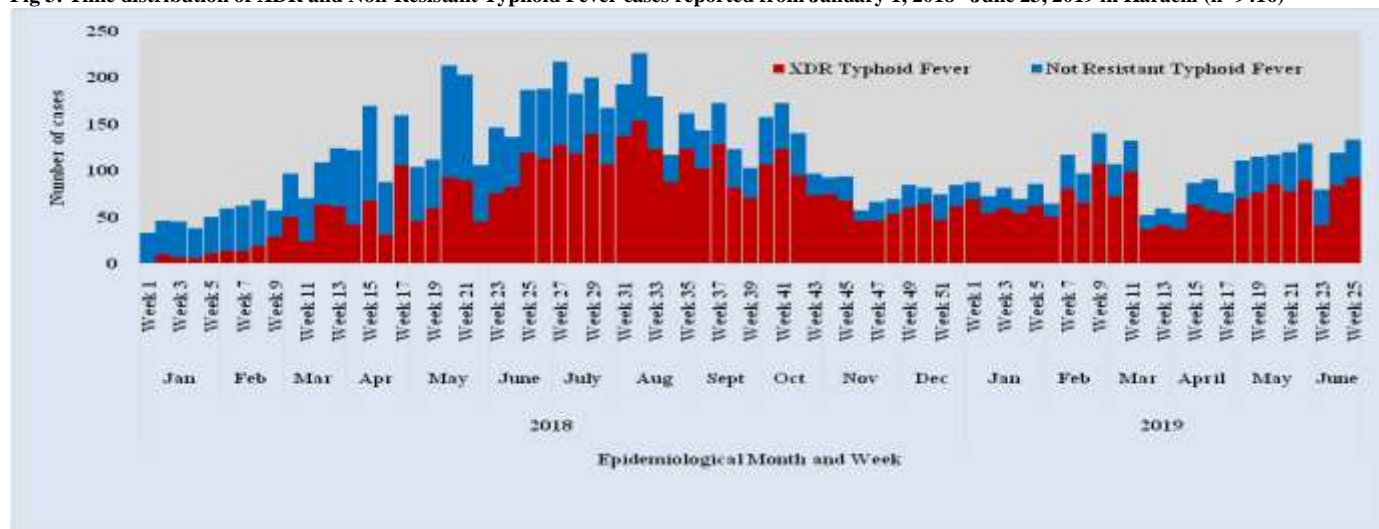 Time distribution of XDR and Non-Resistant Typhoid Fever cases reported from January 1, 2018 June 2019 in Karachi
250
200
150
100
50
0
Number of cases
XDR Typhoid Fever
Not Resistant Typhoid Fever
Week 1
Week 3
Week 5
Week 7
Week 9
Week 11
Week 13
Week 15
Week 17
Week 19
Week 21
Week 23
Week 25
Week 27
Week 29
Week 31
Week 33
Week 35
Week 37
Week 39
Week 41
Week 43
Week 45
Week 47
Week 49
Week 51
Week 1
Week 3
Week 5
Week 7
Week 9
Week 11
Week 13
Week 15
Week 17
Week 19
Week 21
Week 23
Week 25
Jan Feb Mar Apr May June July Aug Sept Oct Nov Dec Jan Feb Mar April May June
2018 2019
Epidemiological Month and Week